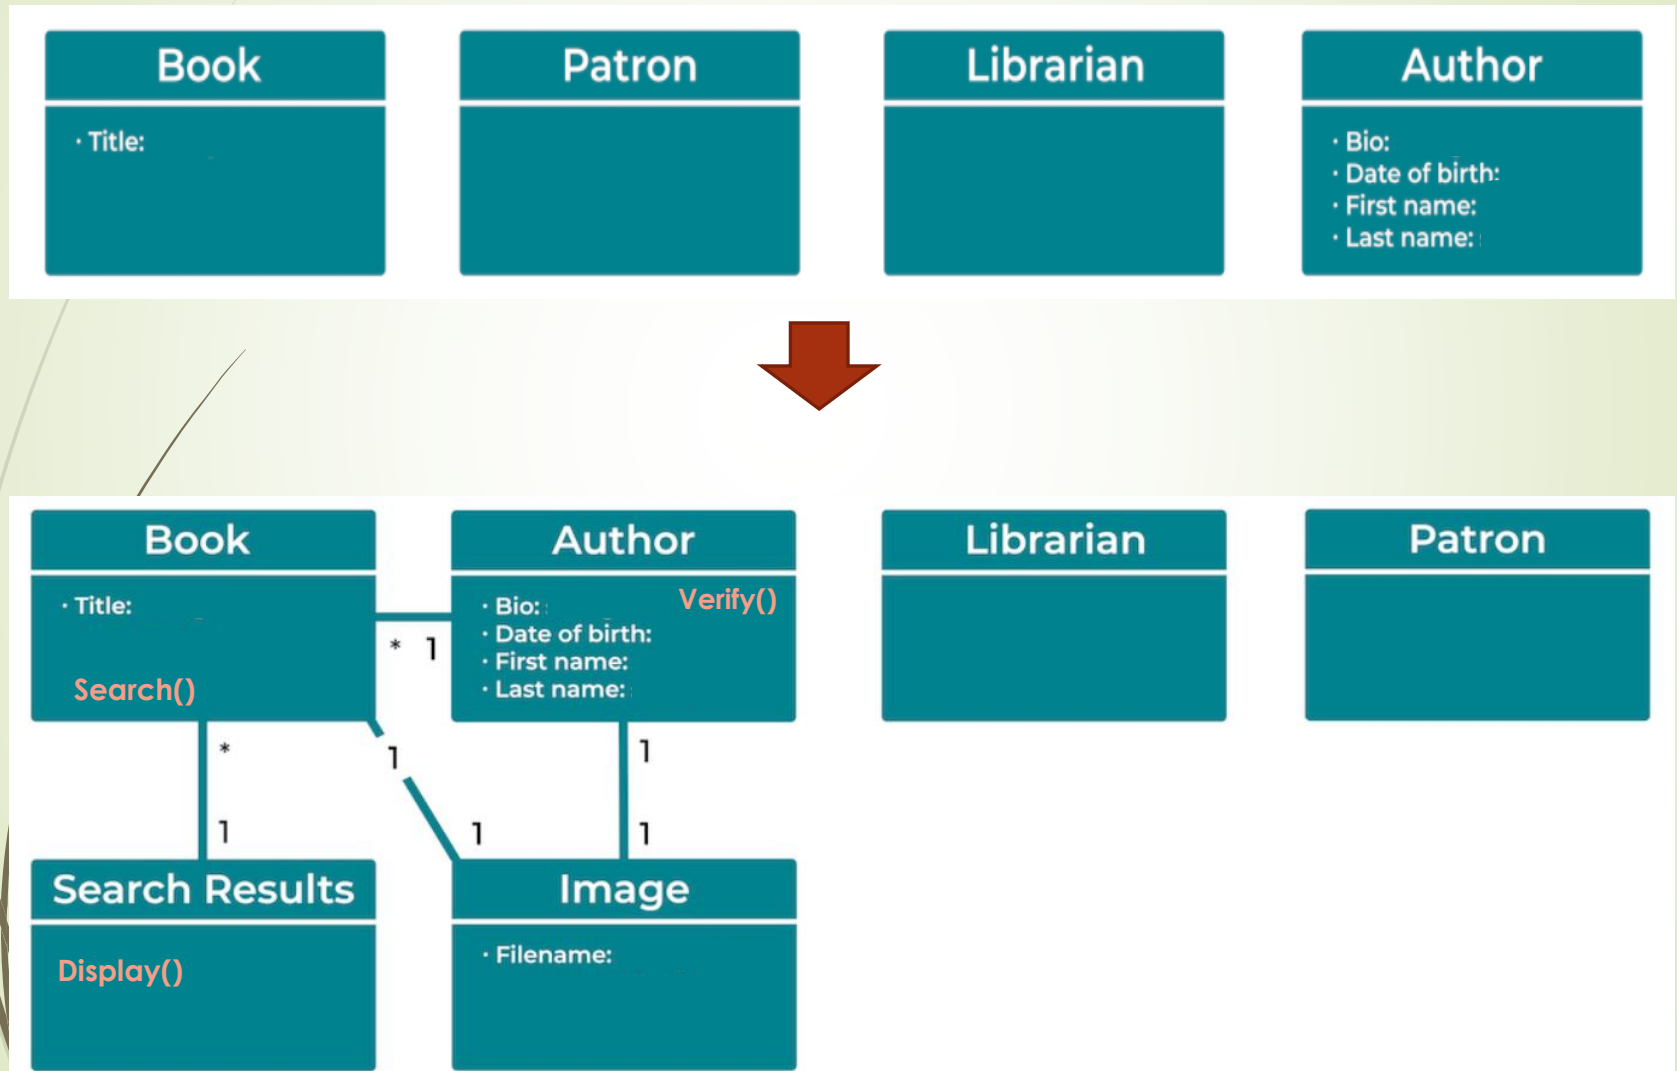 Book
· Title:
Patron
Librarian
Author
· Bio:
· Date of birth:
· First name:
· Last name:
Book
· Title:
Search()
* 1
Author
· Bio:
Verify()
· Date of birth:
· First name:
· Last name:
Librarian
Patron
*
1
1
1
1
1
Search Results
Display()
Image
· Filename: